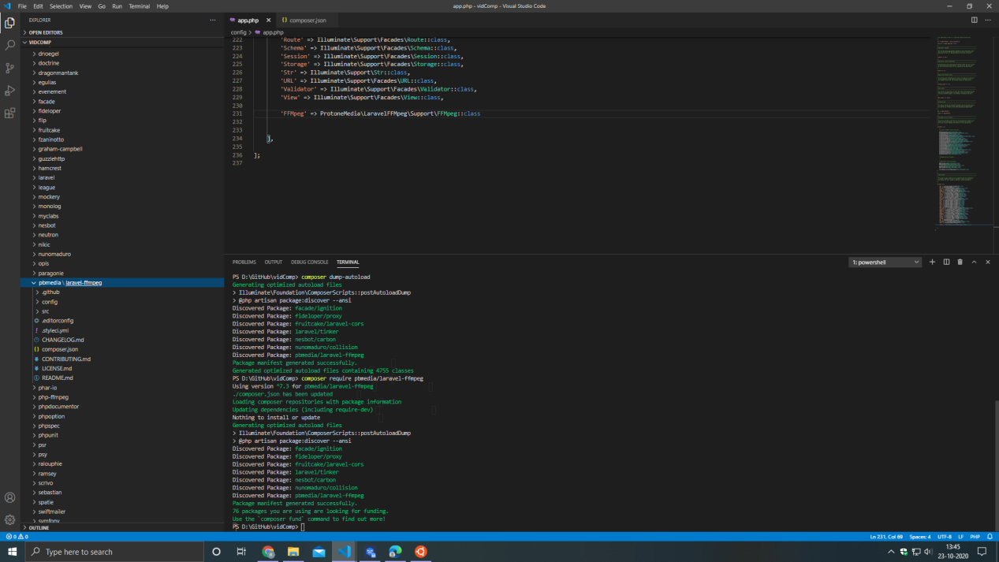 File Edit Selection View Go Run Terminal Help
app.php - vidComp - Visual Studio Code
EXPLORER
OPEN EDITORS
VIDCOMP
dnoegel
doctrine
dragonmantank
egulias
evenement
facade
fideloper
filp
fruitcake
fzaninotto
graham-campbell
guzzlehttp
hamcrest
laravel
league
mockery
monolog
myclabs
nesbot
neutron
nikic
nunomaduro
opis
paragonie
pbmedia \ laravel-ffmpeg
.github
config
src
.editorconfig
.styleci.yml
CHANGELOG.md
composer.json
CONTRIBUTING.md
LICENSE.md
README.md
phar-io
php-ffmpeg
phpdocumentor
phpoption
phpspec
phpunit
psr
psy
ralouphie
ramsey
scrivo
sebastian
spatie
swiftmailer
symfony
OUTLINE
app.php
composer.json
config > app.php
222 'Route' => Illuminate\Support\Facades\Route::class,
223 'Schema' => Illuminate\Support\Facades\Schema::class,
224 'Session' => Illuminate\Support\Facades\Session::class,
225 'Storage' => Illuminate\Support\Facades\Storage::class,
226 'Str' => Illuminate\Support\Str::class,
227 'URL' => Illuminate\Support\Facades\URL::class,
228 'Validator' => Illuminate\Support\Facades\Validator::class,
229 'View' => Illuminate\Support\Facades\View::class,
230
231 'FFMpeg' => ProtoneMedia\LaravelFFMpeg\Support\FFMpeg::class
232
233
234 ],
235
236 ];
237
PROBLEMS OUTPUT DEBUG CONSOLE TERMINAL
1: powershell
PS D:\GitHub\vidComp> composer dump-autoload
Generating optimized autoload files
> Illuminate\Foundation\ComposerScripts::postAutoloadDump
> @php artisan package:discover --ansi
Discovered Package: facade/ignition
Discovered Package: fideloper/proxy
Discovered Package: fruitcake/laravel-cors
Discovered Package: laravel/tinker
Discovered Package: nesbot/carbon
Discovered Package: nunomaduro/collision
Discovered Package: pbmedia/laravel-ffmpeg
Package manifest generated successfully.
Generated optimized autoload files containing 4755 classes
PS D:\GitHub\vidComp> composer require pbmedia/laravel-ffmpeg
Using version ^7.3 for pbmedia/laravel-ffmpeg
./composer.json has been updated
Loading composer repositories with package information
Updating dependencies (including require-dev)
Nothing to install or update
Generating optimized autoload files
> Illuminate\Foundation\ComposerScripts::postAutoloadDump
> @php artisan package:discover --ansi
Discovered Package: facade/ignition
Discovered Package: fideloper/proxy
Discovered Package: fruitcake/laravel-cors
Discovered Package: laravel/tinker
Discovered Package: nesbot/carbon
Discovered Package: nunomaduro/collision
Discovered Package: pbmedia/laravel-ffmpeg
Package manifest generated successfully.
76 packages you are using are looking for funding.
Use the `composer fund` command to find out more!
PS D:\GitHub\vidComp>
0 0
Ln 231, Col 69 Spaces: 4 UTF-8 LF PHP
Type here to search
13:45
23-10-2020